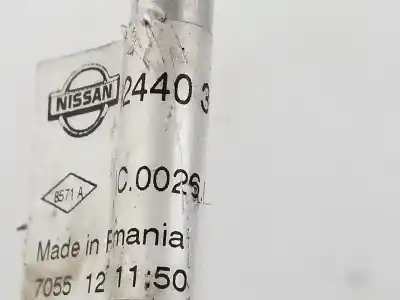 NISSAN 2440 3
8571 A C.0026
Made in R mania
7055 12 11:50